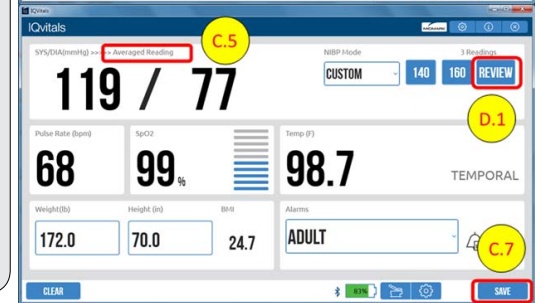 IQvitals
IQvitals
MIDMARK
SYS/DIA(mmHg) >>>>> Averaged Reading
C.5
NIBP Mode
3 Readings
119 / 77
CUSTOM
140
160
REVIEW
D.1
Pulse Rate (bpm)
SpO2
Temp (F)
68
99 %
98.7
TEMPORAL
Weight(lb)
Height (in)
BMI
Alarms
172.0
70.0
24.7
ADULT
C.7
CLEAR
83%
SAVE